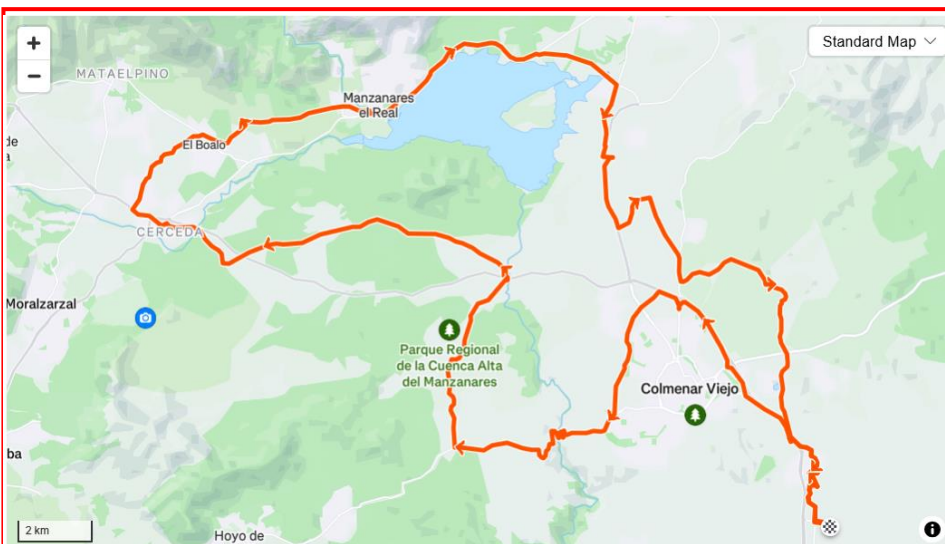 +
Standard Map
−
MATAELPINO
Manzanares
el Real
de
a
El Boalo
CERCEDA
Moralzarzal
Parque Regional
de la Cuenca Alta
del Manzanares
Colmenar Viejo
ba
2 km
Hoyo de
i